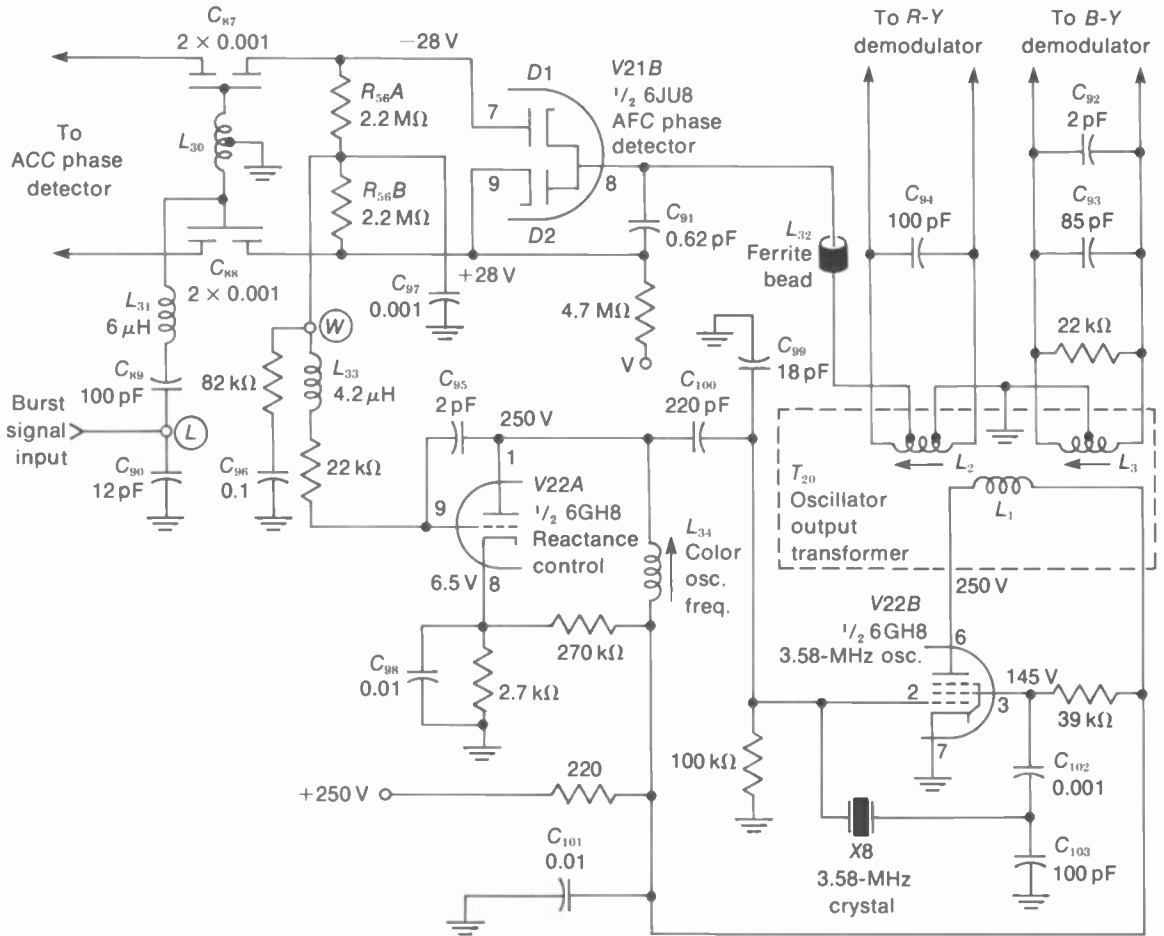 C87
2 × 0.001
−28 V
To R-Y
demodulator
To B-Y
demodulator
D1
V21B
1/2 6JU8
AFC phase
detector
R56A
2.2 MΩ
7
C92
2 pF
To
ACC phase
detector
L30
9
8
R56B
2.2 MΩ
D2
C91
0.62 pF
C94
100 pF
C93
85 pF
L32
Ferrite
bead
+28 V
C88
2 × 0.001
C97
0.001
L31
6 μH
4.7 MΩ
W
22 kΩ
C89
100 pF
82 kΩ
L33
4.2 μH
V
C99
18 pF
C95
2 pF
C100
220 pF
Burst
signal
input
L
250 V
C90
12 pF
C96
0.1
22 kΩ
1
L2
L3
V22A
1/2 6GH8
Reactance
control
9
T20
Oscillator
output
transformer
L1
L34
Color
osc.
freq.
6.5 V
8
250 V
V22B
1/2 6GH8
3.58-MHz osc.
6
270 kΩ
C98
0.01
2.7 kΩ
145 V
2
3
39 kΩ
7
100 kΩ
C102
0.001
+250 V
220
C101
0.01
X8
3.58-MHz
crystal
C103
100 pF